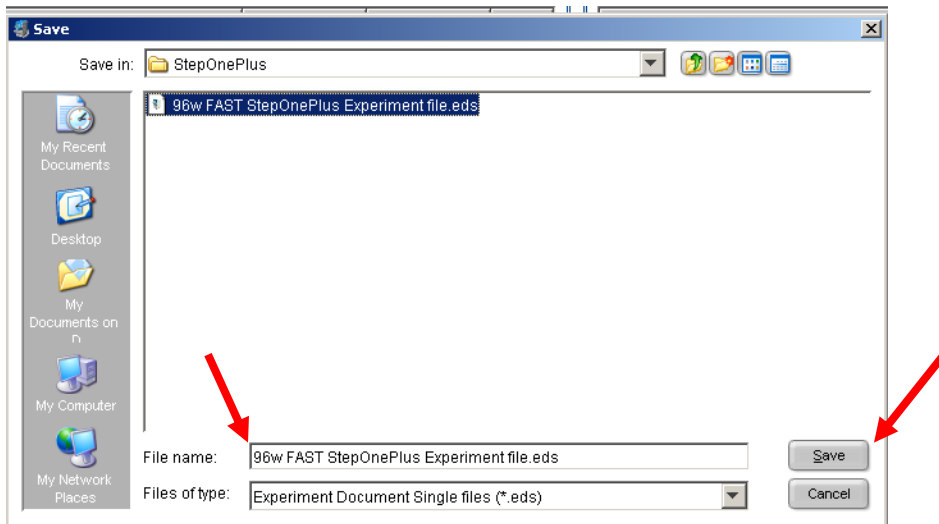 Save
Save in:
StepOnePlus
96w FAST StepOnePlus Experiment file.eds
My Recent
Documents
Desktop
My
Documents on
D
My Computer
My Network
Places
File name:
96w FAST StepOnePlus Experiment file.eds
Save
Files of type:
Experiment Document Single files (*.eds)
Cancel